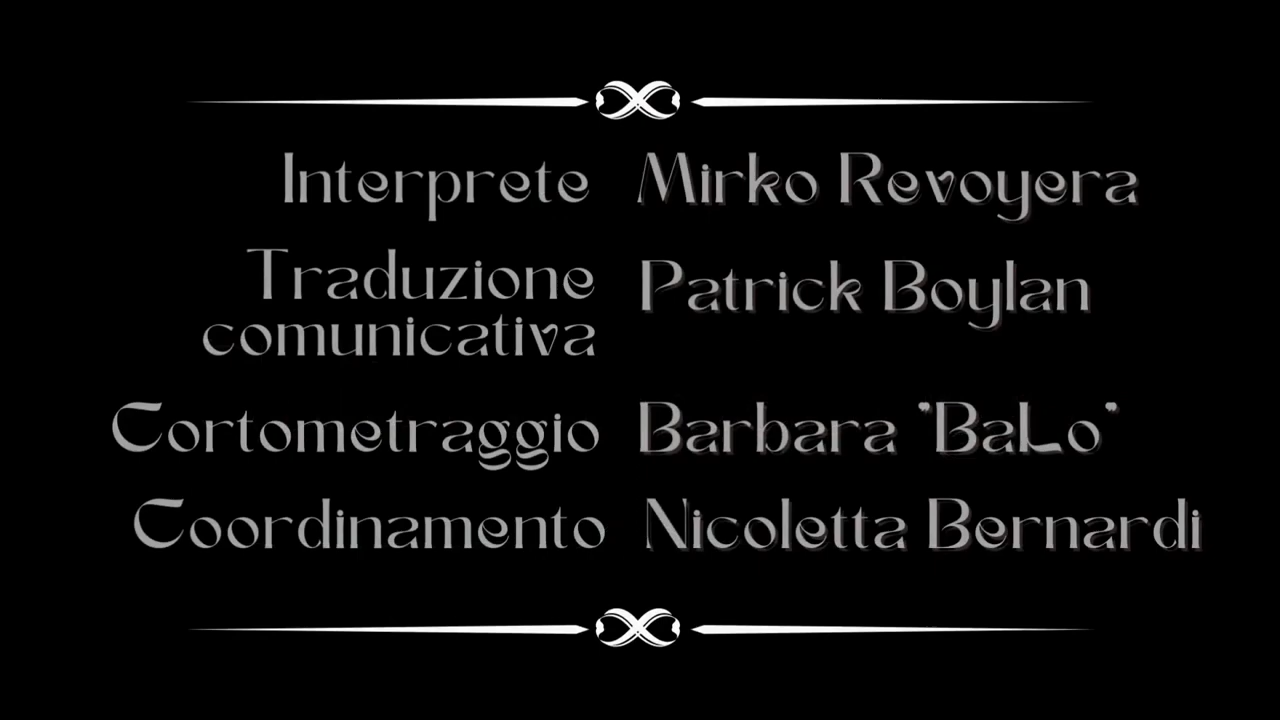 Interprete Mirko Revoyera
Traduzione Patrick Boylan
comunicativa
Cortometraggio Barbara "BaLo"
Coordinamento Nicoletta Bernardi